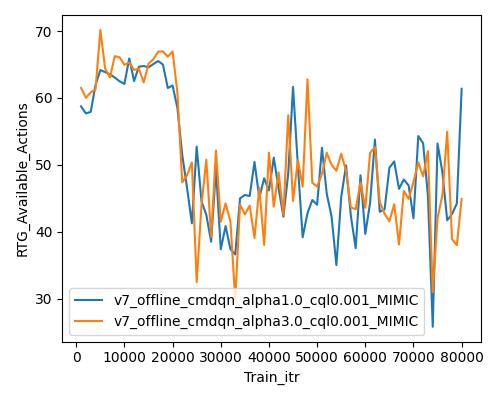 70
60
50
40
30
RTG_Available_Actions
v7_offline_cmdqn_alpha1.0_cql0.001_MIMIC
v7_offline_cmdqn_alpha3.0_cql0.001_MIMIC
0 10000 20000 30000 40000 50000 60000 70000 80000
Train_itr